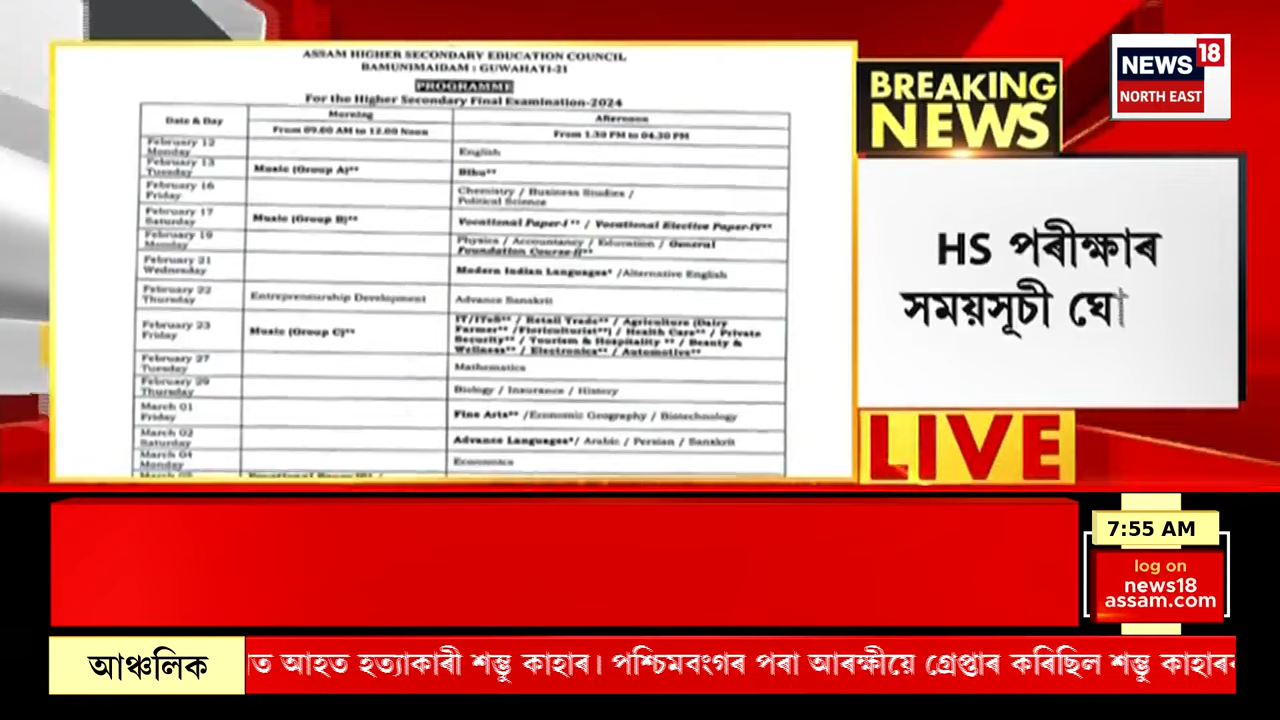 ASSAM HIGHER SECONDARY EDUCATION COUNCIL
BAMUNIMAIDAM : GUWAHATI-21
PROGRAMME
For the Higher Secondary Final Examination-2024
Date & Day
Morning
Afternoon
From 09.00 AM to 12.00 Noon
From 1.30 PM to 04.30 PM
February 12
Monday
English
February 13
Tuesday
Music (Group A)**
Bihu**
February 16
Friday
Chemistry / Business Studies /
Political Science
February 17
Saturday
Music (Group B)**
Vocational Paper-I ** / Vocational Elective Paper-IV**
February 19
Monday
Physics / Accountancy / Education / General
Foundation Course-II**
February 21
Wednesday
Modern Indian Languages* /Alternative English
February 22
Thursday
Entrepreneurship Development
Advance Sanskrit
February 23
Friday
Music (Group C)**
IT/ITeS** / Retail Trade** / Agriculture (Dairy
Farmer** /Floriculturist**) / Health Care** / Private
Security** / Tourism & Hospitality ** / Beauty &
Wellness** / Electronics** / Automotive**
February 27
Tuesday
Mathematics
February 29
Thursday
Biology / Insurance / History
March 01
Friday
Fine Arts** /Economic Geography / Biotechnology
March 02
Saturday
Advance Languages*/ Arabic / Persian / Sanskrit
March 04
Monday
Economics
BREAKING
NEWS
NEWS 18
NORTH EAST
HS পৰীক্ষাৰ
সময়সূচী ঘো
LIVE
7:55 AM
log on
news18
assam.com
আঞ্চলিক
ত আহত হত্যাকাৰী শম্ভু কাহাৰ। পশ্চিমবংগৰ পৰা আৰক্ষীয়ে গ্ৰেপ্তাৰ কৰিছিল শম্ভু কাহাৰ